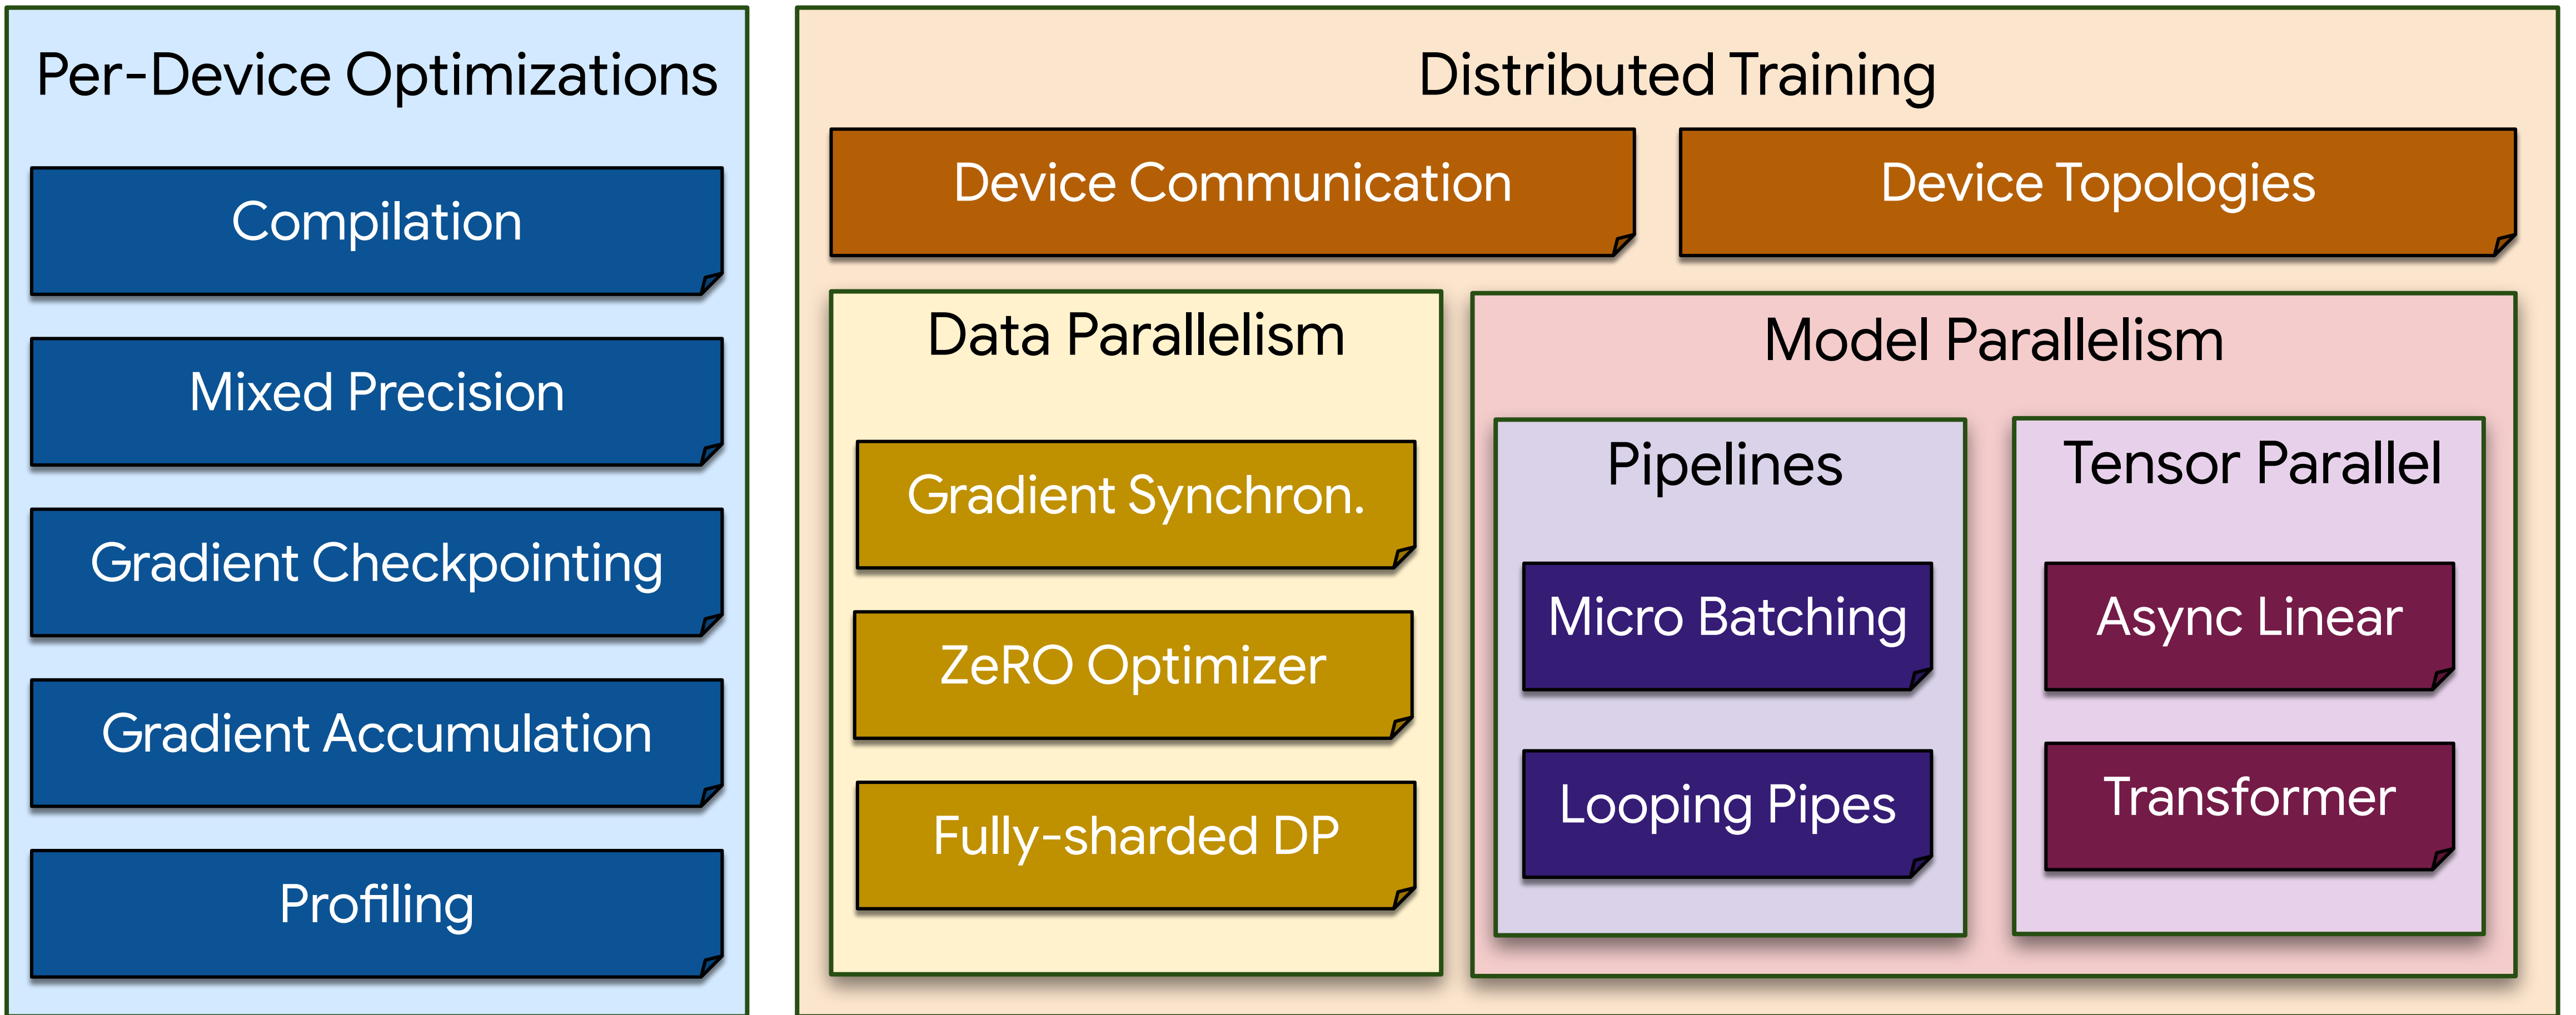 Per-Device Optimizations
Compilation
Mixed Precision
Gradient Checkpointing
Gradient Accumulation
Profiling
Distributed Training
Device Communication
Device Topologies
Data Parallelism
Gradient Synchron.
ZeRO Optimizer
Fully-sharded DP
Model Parallelism
Pipelines
Micro Batching
Looping Pipes
Tensor Parallel
Async Linear
Transformer